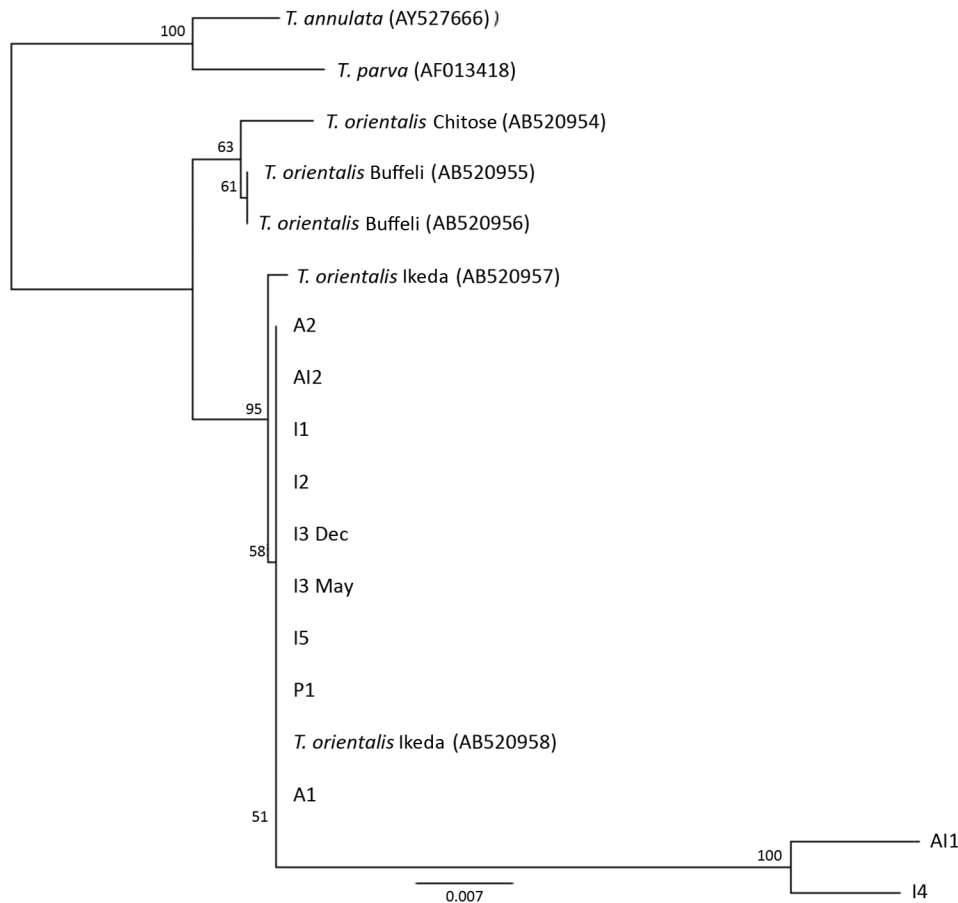 T. annulata (AY527666) )
100
T. parva (AF013418)
T. orientalis Chitose (AB520954)
63
T. orientalis Buffeli (AB520955)
61
T. orientalis Buffeli (AB520956)
T. orientalis Ikeda (AB520957)
A2
AI2
95
I1
I2
I3 Dec
58
I3 May
I5
P1
T. orientalis Ikeda (AB520958)
A1
51
AI1
100
I4
0.007